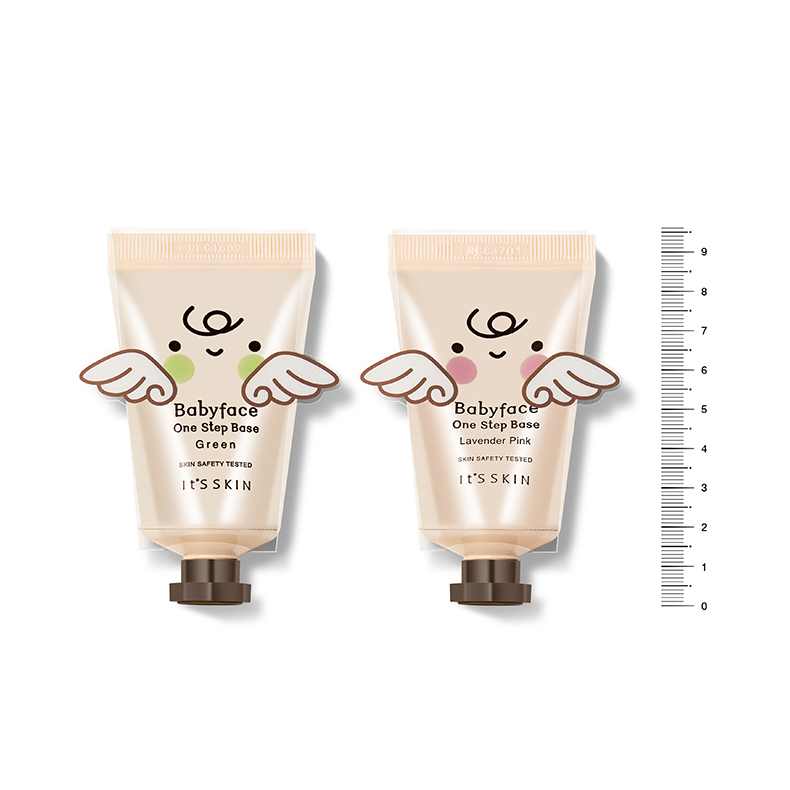 Babyface
One Step Base
Green
SKIN SAFETY TESTED
It'S SKIN
Babyface
One Step Base
Lavender Pink
SKIN SAFETY TESTED
It'S SKIN
9
8
7
6
5
4
3
2
1
0